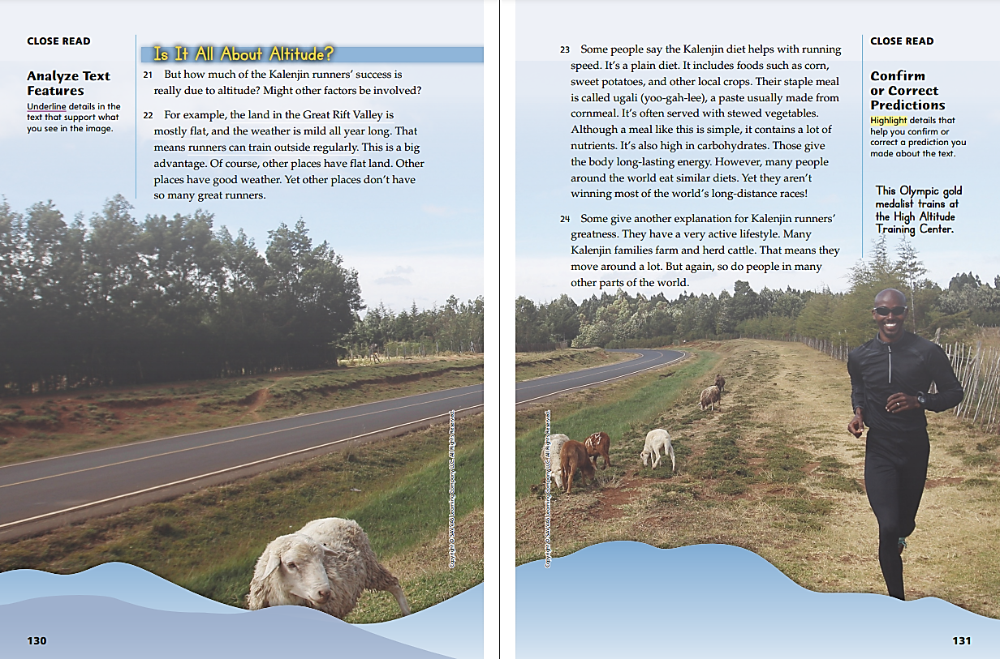 CLOSE READ
Analyze Text
Features
Underline details in the
text that support what
you see in the image.
Is It All About Altitude?
21 But how much of the Kalenjin runners' success is
really due to altitude? Might other factors be involved?
22 For example, the land in the Great Rift Valley is
mostly flat, and the weather is mild all year long. That
means runners can train outside regularly. This is a big
advantage. Of course, other places have flat land. Other
places have good weather. Yet other places don't have
so many great runners.
Copyright © SAVVAS Learning Company LLC. All Rights Reserved.
130
23 Some people say the Kalenjin diet helps with running
speed. It's a plain diet. It includes foods such as corn,
sweet potatoes, and other local crops. Their staple meal
is called ugali (yoo-gah-lee), a paste usually made from
cornmeal. It's often served with stewed vegetables.
Although a meal like this is simple, it contains a lot of
nutrients. It's also high in carbohydrates. Those give
the body long-lasting energy. However, many people
around the world eat similar diets. Yet they aren't
winning most of the world's long-distance races!
24 Some give another explanation for Kalenjin runners'
greatness. They have a very active lifestyle. Many
Kalenjin families farm and herd cattle. That means they
move around a lot. But again, so do people in many
other parts of the world.
CLOSE READ
Confirm
or Correct
Predictions
Highlight details that
help you confirm or
correct a prediction you
made about the text.
This Olympic gold
medalist trains at
the High Altitude
Training Center.
Copyright © SAVVAS Learning Company LLC. All Rights Reserved.
131